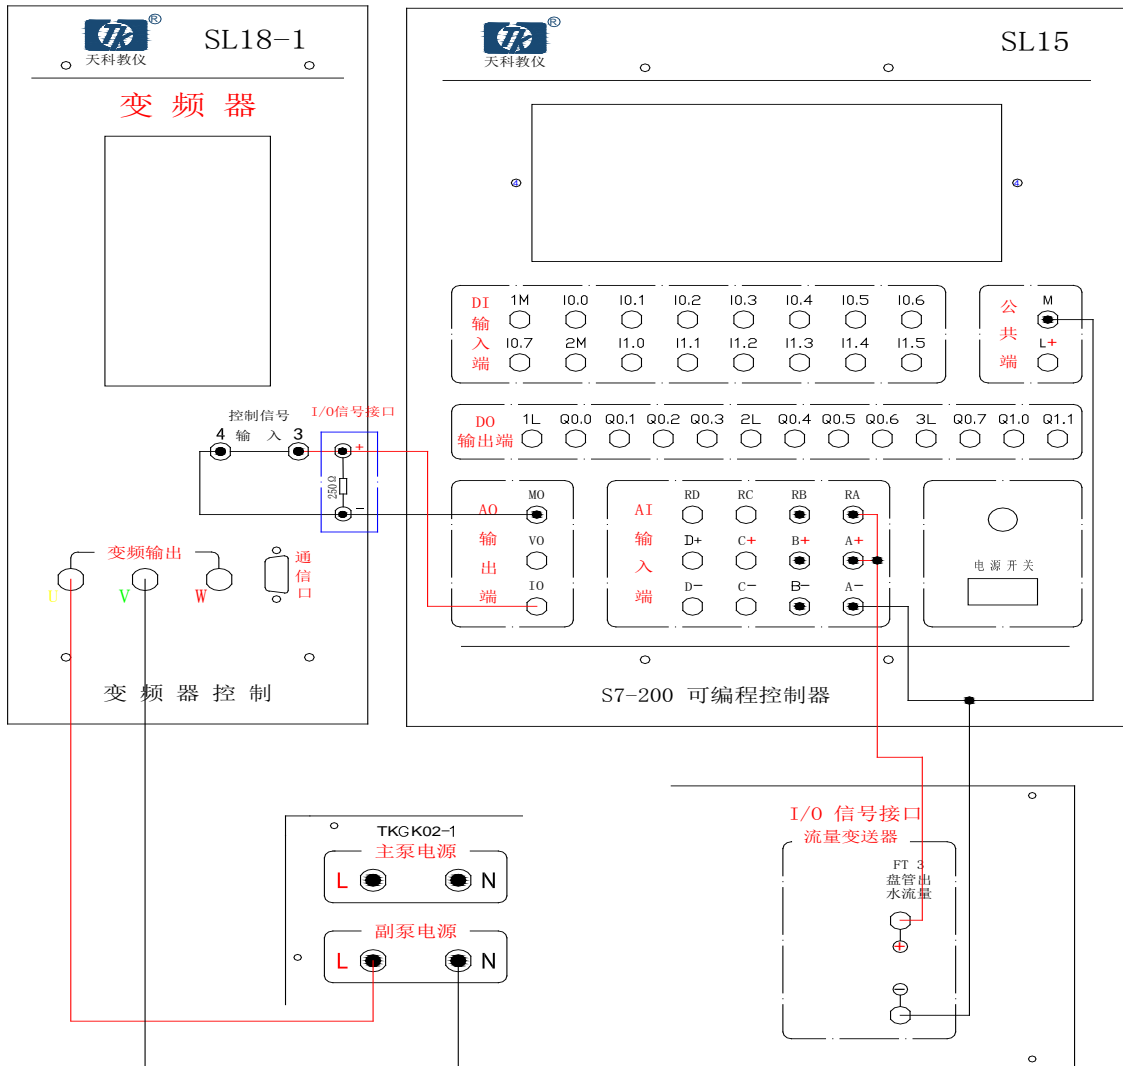 天科教仪
®
SL18-1
变频器
控制信号
4 输 入 3
I/O信号接口
+
250Ω
-
变频输出
U V W
通信口
变频器控制
天科教仪
®
SL15
DI输入端
1M I0.0 I0.1 I0.2 I0.3 I0.4 I0.5 I0.6
I0.7 2M I1.0 I1.1 I1.2 I1.3 I1.4 I1.5
公共端
M
L+
DO
输出端
1L Q0.0 Q0.1 Q0.2 Q0.3 2L Q0.4 Q0.5 Q0.6 3L Q0.7 Q1.0 Q1.1
AO输出端
MO
VO
IO
AI输入端
RD RC RB RA
D+ C+ B+ A+
D- C- B- A-
电源开关
S7-200 可编程控制器
TKGK02-1
主泵电源
L N
副泵电源
L N
I/O 信号接口
流量变送器
FT 3
盘管出
水流量
+
-